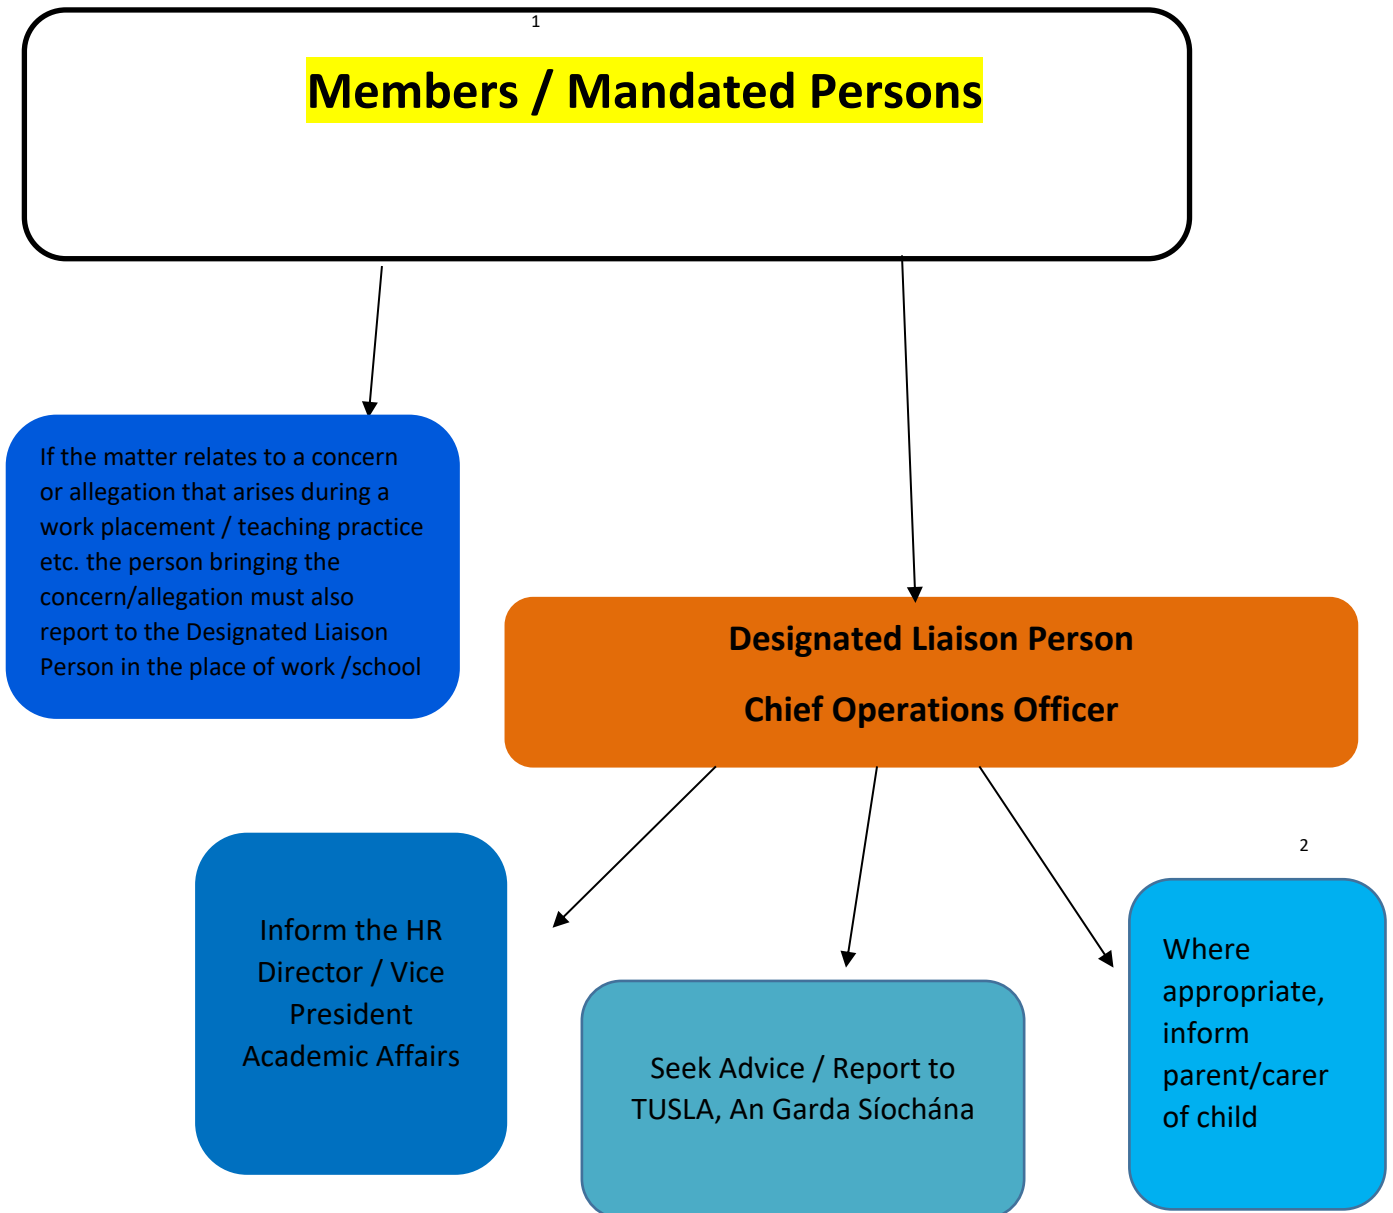 1
Members / Mandated Persons
If the matter relates to a concern
or allegation that arises during a
work placement / teaching practice
etc. the person bringing the
concern/allegation must also
report to the Designated Liaison
Person in the place of work /school
Designated Liaison Person
Chief Operations Officer
Inform the HR
Director / Vice
President
Academic Affairs
Seek Advice / Report to
TUSLA, An Garda Síochána
2
Where
appropriate,
inform
parent/carer
of child